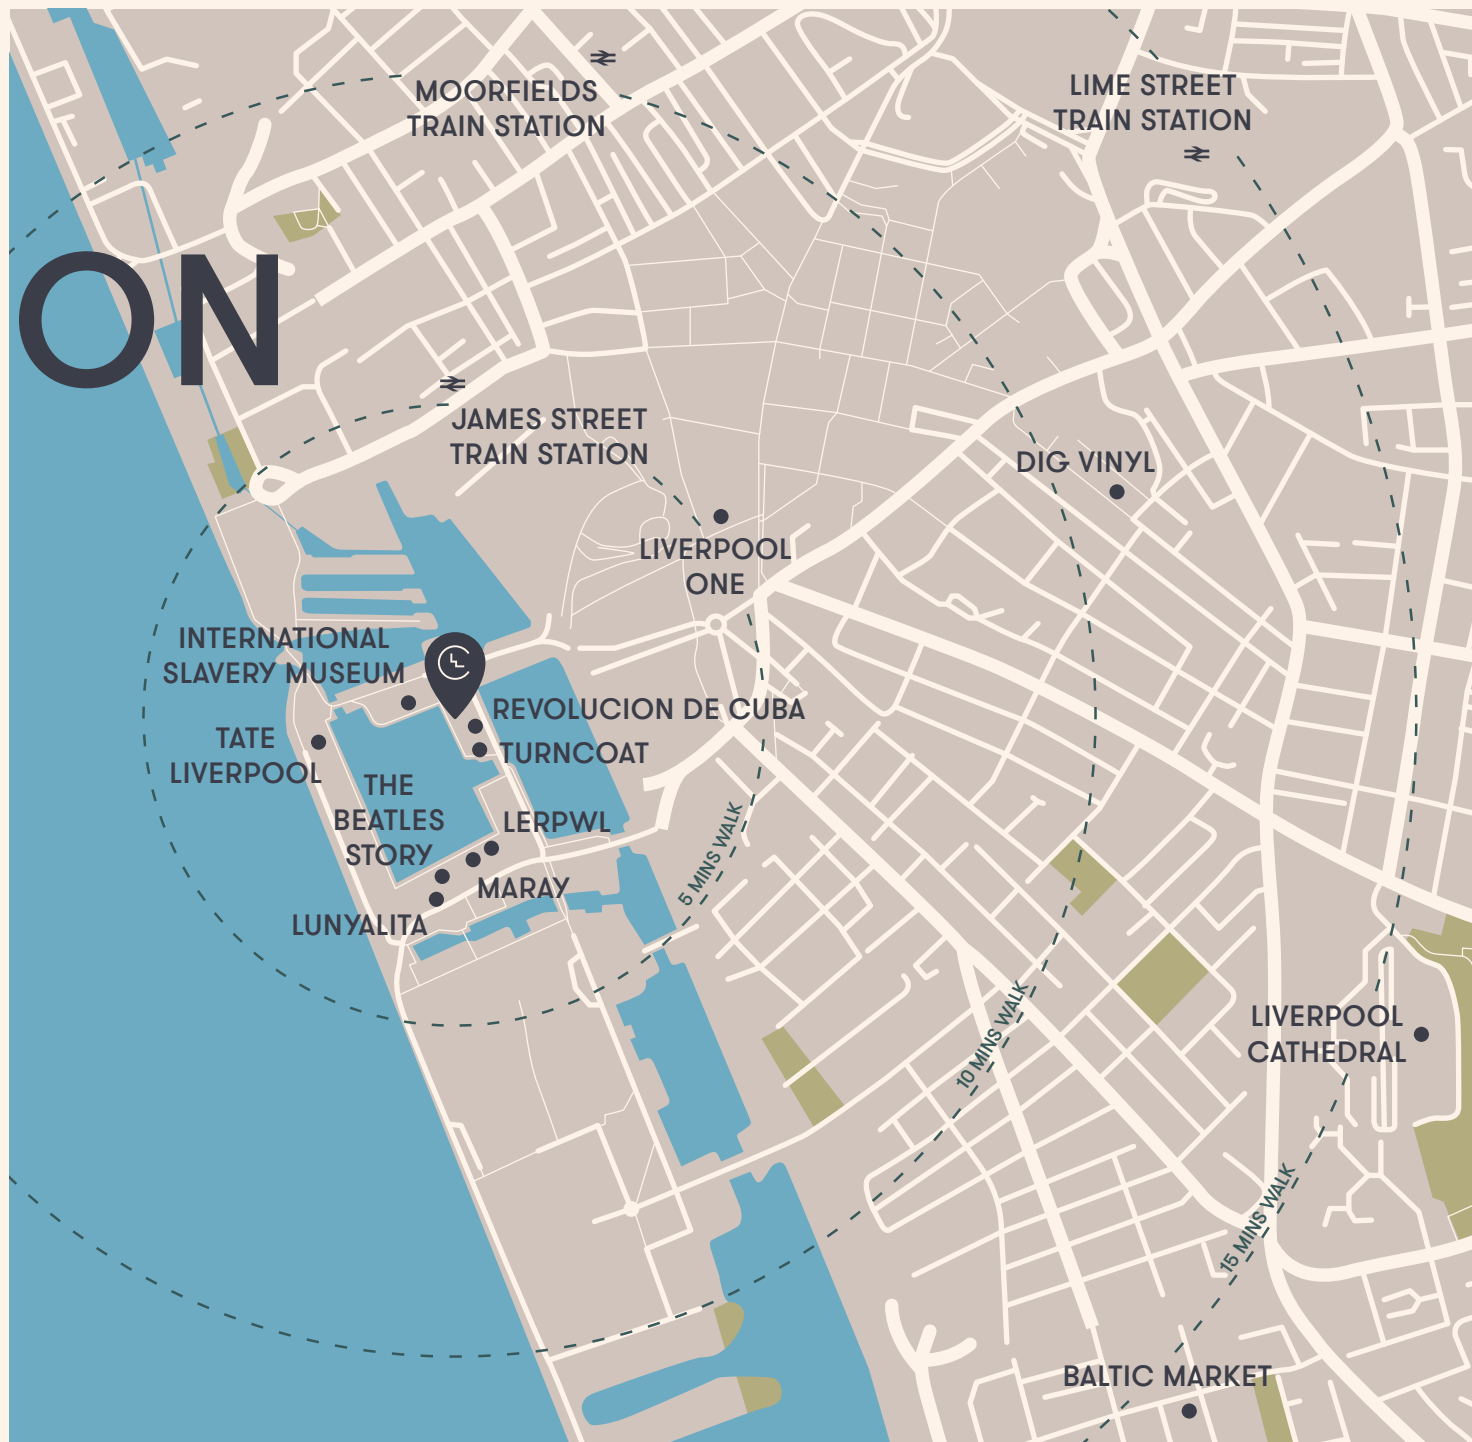 MOORFIELDS
TRAIN STATION
LIME STREET
TRAIN STATION
ON
JAMES STREET
TRAIN STATION
DIG VINYL
LIVERPOOL
ONE
INTERNATIONAL
SLAVERY MUSEUM
REVOLUCION DE CUBA
TATE
LIVERPOOL
TURNCOAT
THE
BEATLES
STORY
LERPWL
MARAY
LUNYALITA
5 MINS WALK
10 MINS WALK
LIVERPOOL
CATHEDRAL
15 MINS WALK
BALTIC MARKET